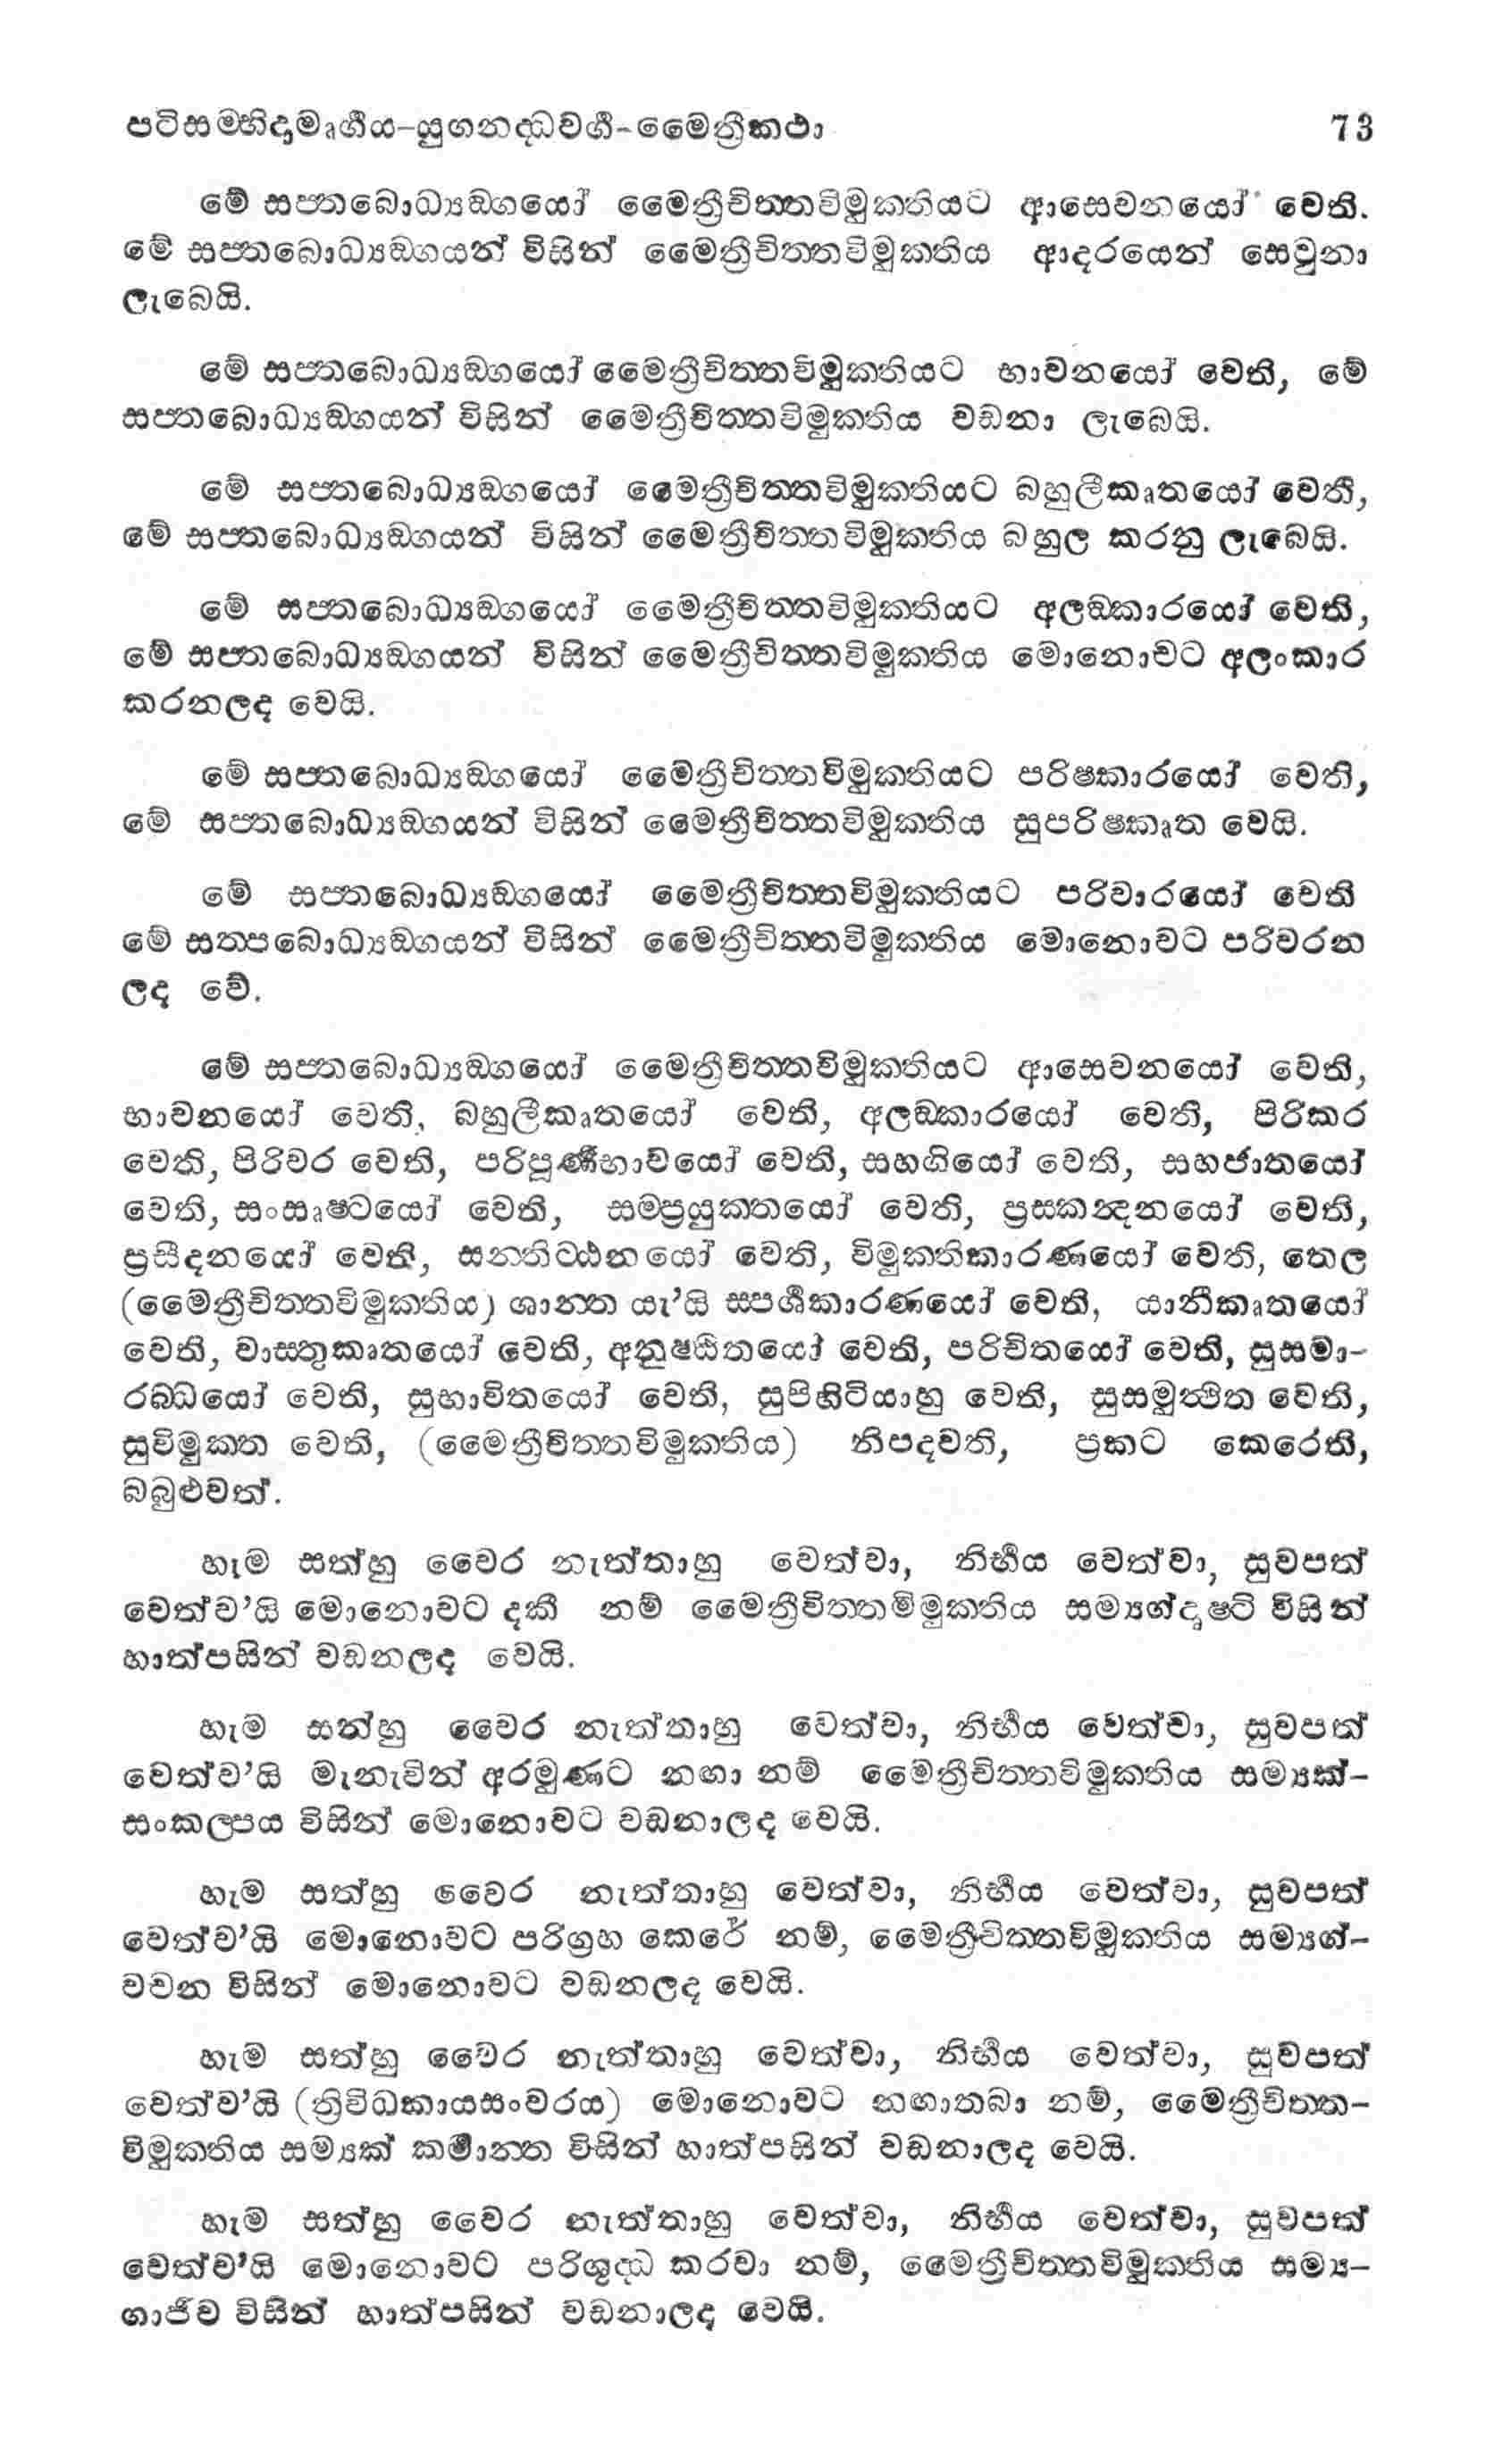 පටිසම්භිදාමාර්‍ගය-යුගනද්ධවර්‍ග-මෛත්‍රීකථා 73
මේ සප්තබොධ්‍යඞ්ගයෝ මෛත්‍රීචිත්තවිමුක්තියට ආසෙවනයෝ වෙති.
මේ සප්තබොධ්‍යඞ්ගයන් විසින් මෛත්‍රීචිත්තවිමුක්තිය ආදරයෙන් සෙවුනා
ලැබෙයි.
මේ සප්තබොධ්‍යඞ්ගයෝ මෛත්‍රීචිත්තවිමුක්තියට භාවනයෝ වෙති, මේ
සප්තබොධ්‍යඞ්ගයන් විසින් මෛත්‍රීචිත්තවිමුක්තිය වඩනා ලැබෙයි.
මේ සප්තබොධ්‍යඞ්ගයෝ මෛත්‍රීචිත්තවිමුක්තියට බහුලීකෘතයෝ වෙති,
මේ සප්තබොධ්‍යඞ්ගයන් විසින් මෛත්‍රීචිත්තවිමුක්තිය බහුල කරනු ලැබෙයි.
මේ සප්තබොධ්‍යඞ්ගයෝ මෛත්‍රීචිත්තවිමුක්තියට අලඞ්කාරයෝ වෙති,
මේ සප්තබොධ්‍යඞ්ගයන් විසින් මෛත්‍රීචිත්තවිමුක්තිය මොනොවට අලංකාර
කරනලද වෙයි.
මේ සප්තබොධ්‍යඞ්ගයෝ මෛත්‍රීචිත්තවිමුක්තියට පරිෂ්කාරයෝ වෙති,
මේ සප්තබොධ්‍යඞ්ගයන් විසින් මෛත්‍රීචිත්තවිමුක්තිය සුපරිෂ්කෘත වෙයි.
මේ සප්තබොධ්‍යඞ්ගයෝ මෛත්‍රීචිත්තවිමුක්තියට පරිවාරයෝ වෙති
මේ සත්පබොධ්‍යඞ්ගයන් විසින් මෛත්‍රීචිත්තවිමුක්තිය මොනොවට පරිවරන
ලද වේ.
මේ සප්තබොධ්‍යඞ්ගයෝ මෛත්‍රීචිත්තවිමුක්තියට ආසෙවනයෝ වෙති,
භාවනයෝ වෙති, බහුලීකෘතයෝ වෙති, අලඞ්කාරයෝ වෙති, පිරිකර
වෙති, පිරිවර වෙති, පරිපූර්‍ණභාවයෝ වෙති, සහගියෝ වෙති, සහජාතයෝ
වෙති, සංසෘෂ්ටයෝ වෙති, සම්ප්‍රයුක්තයෝ වෙති, ප්‍රස්කන්‍දනයෝ වෙති,
ප්‍රසීදනයෝ වෙති, සන්තිට්ඨනයෝ වෙති, විමුක්තිකාරණයෝ වෙති, තෙල
(මෛත්‍රීචිත්තවිමුක්තිය) ශාන්ත යැ’යි ස්පර්‍ශකාරණයෝ වෙති, යානීකෘතයෝ
වෙති, වාස්තුකෘතයෝ වෙති, අනුෂ්ඨිතයෝ වෙති, පරිචිතයෝ වෙති, සුසමා-
රබ්ධයෝ වෙති, සුභාවිතයෝ වෙති, සුපිහිටියාහු වෙති, සුසමුත්‍ථිත වෙති,
සුවිමුක්ත වෙති, (මෛත්‍රීචිත්තවිමුක්තිය) නිපදවති, ප්‍රකට කෙරෙති,
බබුළුවත්.
හැම සත්හු වෛර නැත්තාහු වෙත්වා, නිර්‍භය වෙත්වා, සුවපත්
වෙත්ව’යි මොනොවට දකී නම් මෛත්‍රීචිත්තම්මුක්තිය සම්‍යග්දෘෂ්ටි විසින්
හාත්පසින් වඩනලද වෙයි.
හැම සන්හු වෛර නැත්තාහු වෙත්වා, නිර්‍භය වෙත්වා, සුවපත්
වෙත්ව’යි මැනැවින් අරමුණට නඟා නම් මෛත්‍රීචිත්තවිමුක්තිය සම්‍යක්-
සංකල්පය විසින් මොනොවට වඩනාලද වෙයි.
හැම සත්හු වෛර නැත්තාහු වෙත්වා, නිර්‍භය වෙත්වා, සුවපත්
වෙත්ව’යි මොනොවට පරිග්‍රහ කෙරේ නම්, මෛත්‍රීචිත්තවිමුක්තිය සම්‍යග්-
වචන විසින් මොනොවට වඩනලද වෙයි.
හැම සත්හු වෛර නැත්තාහු වෙත්වා, නිර්‍භය වෙත්වා, සුවපත්
වෙත්ව’යි (ත්‍රිවිධකායසංවරය) මොනොවට නඟාතබා නම්, මෛත්‍රීචිත්ත-
විමුක්තිය සම්‍යක් කර්‍මාන්ත විසින් හාත්පසින් වඩනාලද වෙයි.
හැම සත්හු වෛර නැත්තාහු වෙත්වා, නිර්‍භය වෙත්වා, සුවපත්
වෙත්ව’යි මොනොවට පරිශුද්ධ කරවා නම්, මෛත්‍රීචිත්තවිමුක්තිය සම්‍ය-
ගාජීව විසින් හාත්පසින් වඩනාලද වෙයි.